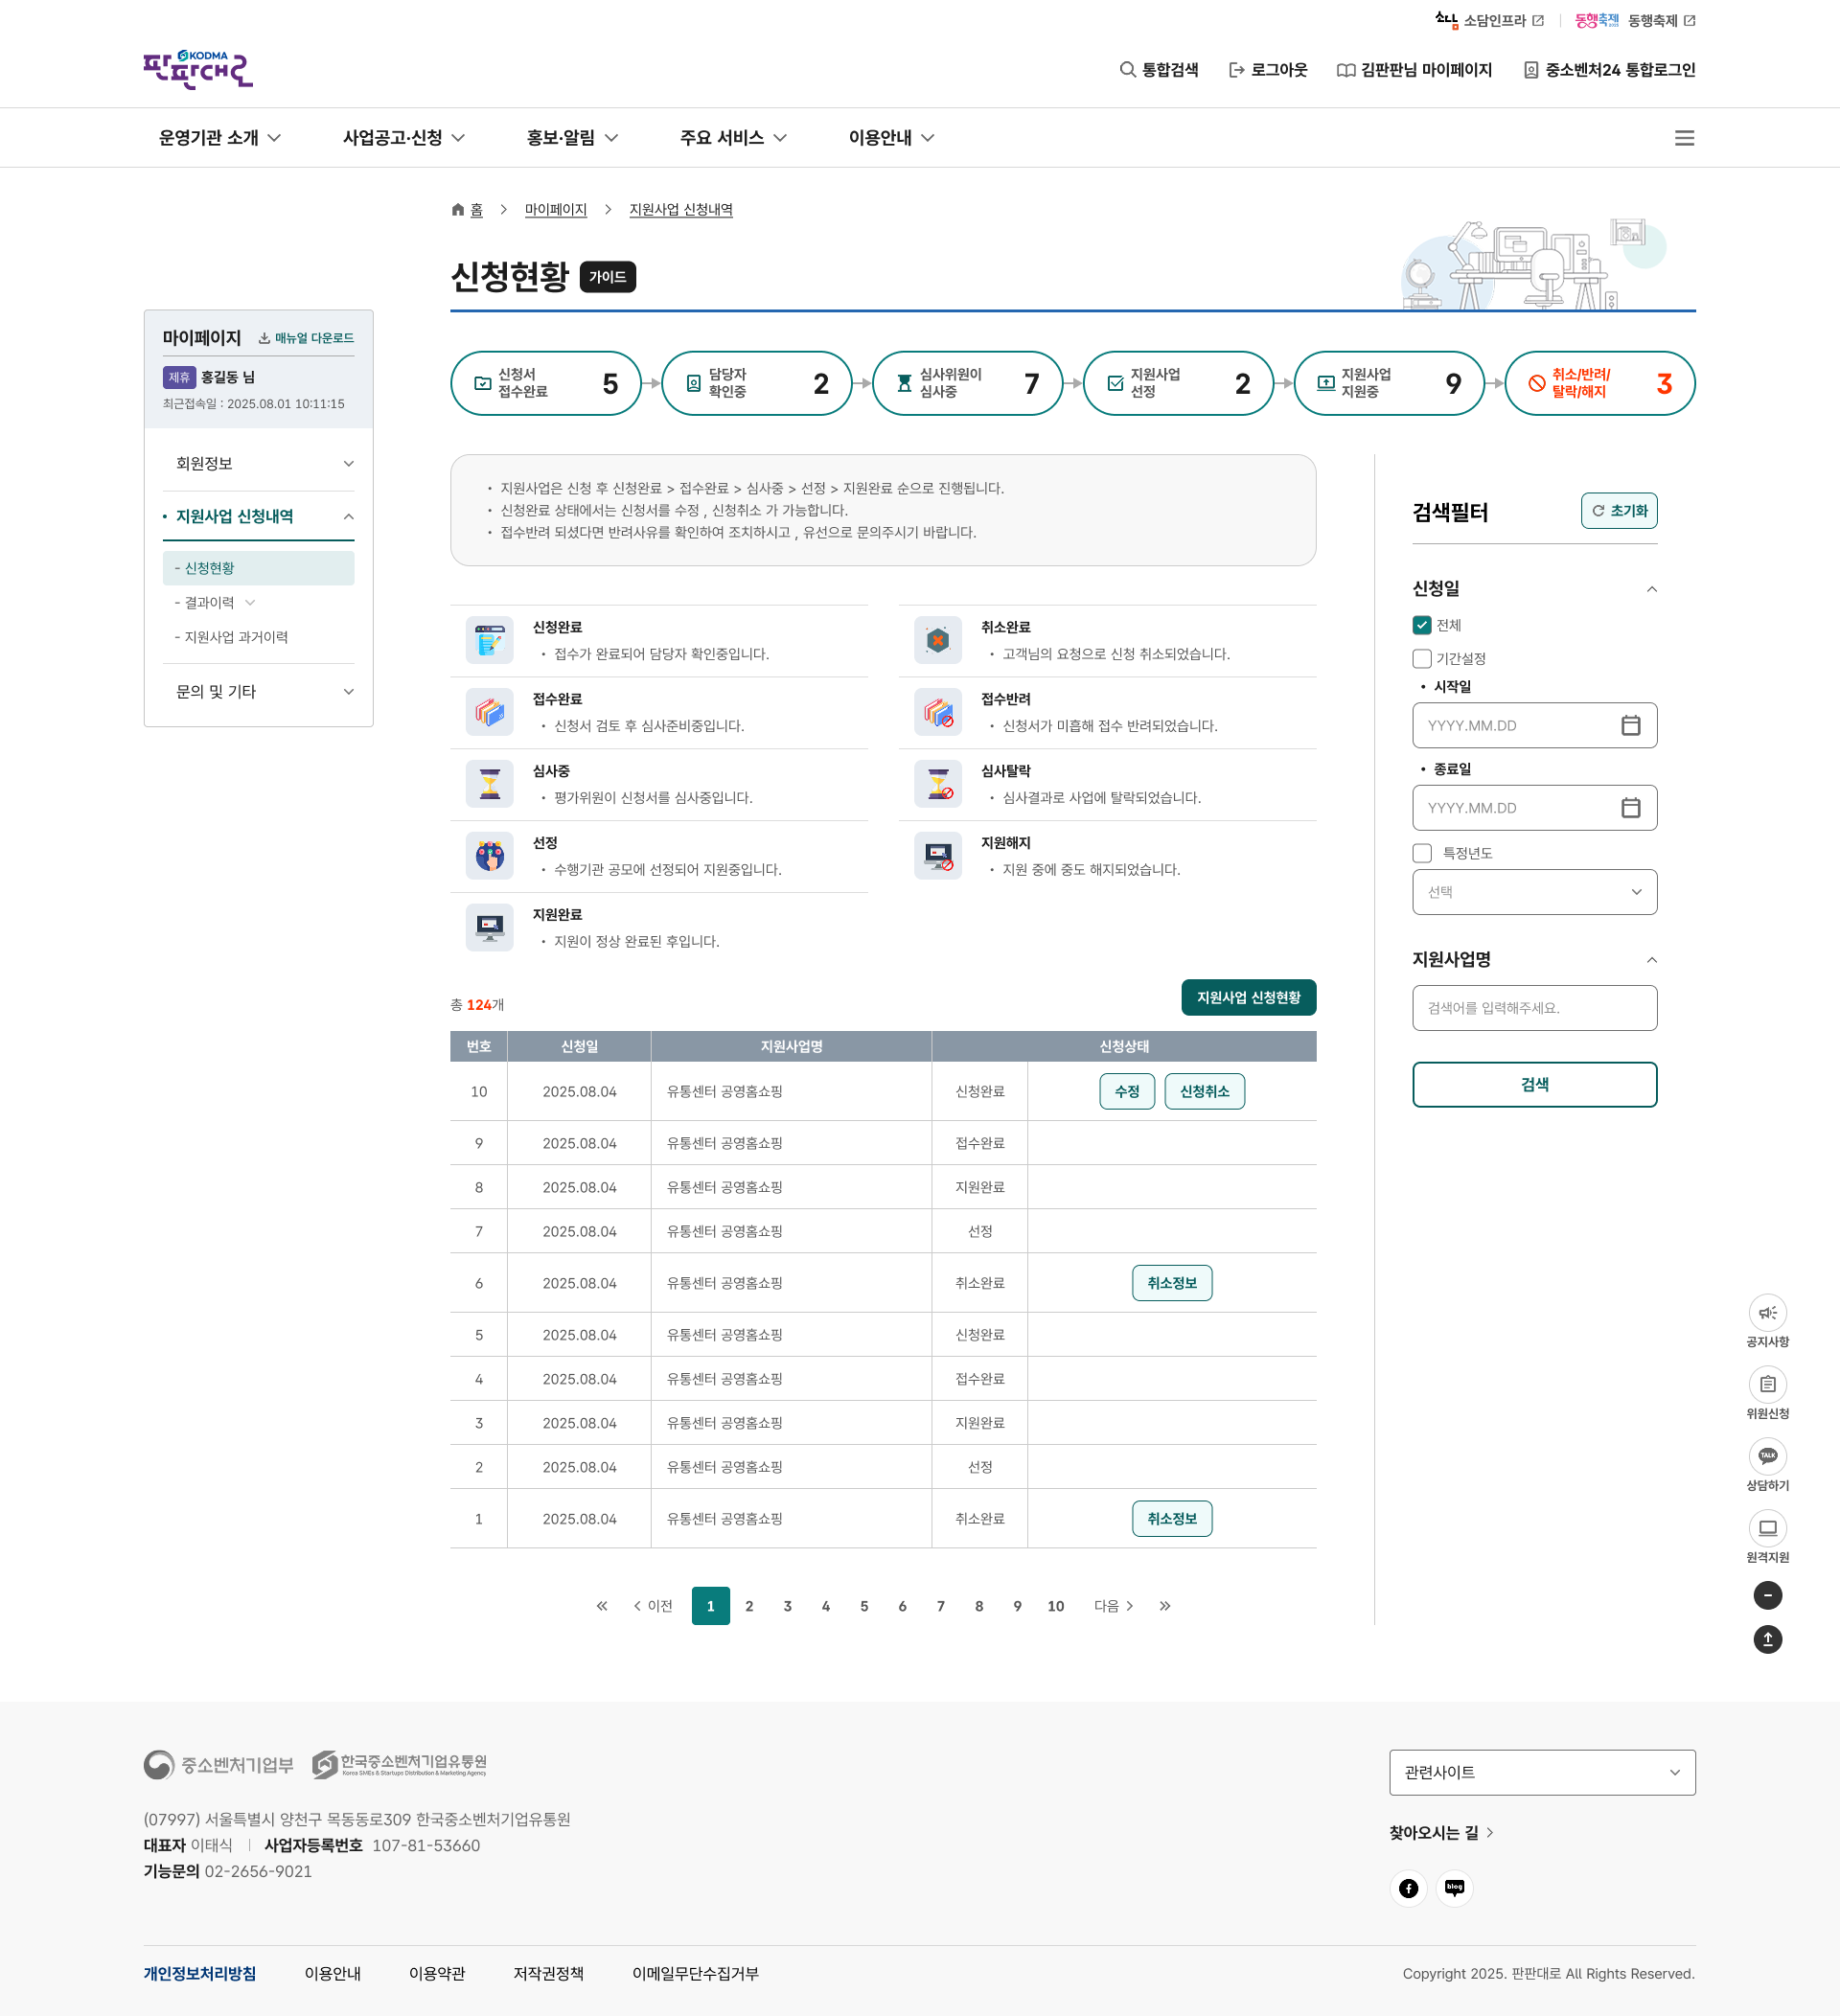 소담인프라
동행축제 동행축제
KODMA
판판대로
통합검색
로그아웃
김판판님 마이페이지
중소벤처24 통합로그인
운영기관 소개
사업공고·신청
홍보·알림
주요 서비스
이용안내
홈
마이페이지
지원사업 신청내역
신청현황
가이드
마이페이지
매뉴얼 다운로드
제휴 홍길동 님
최근접속일 : 2025.08.01 10:11:15
회원정보
• 지원사업 신청내역
- 신청현황
- 결과이력
- 지원사업 과거이력
문의 및 기타
신청서
접수완료
5
담당자
확인중
2
심사위원이
심사중
7
지원사업
선정
2
지원사업
지원중
9
취소/반려/
탈락/해지
3
• 지원사업은 신청 후 신청완료 > 접수완료 > 심사중 > 선정 > 지원완료 순으로 진행됩니다.
• 신청완료 상태에서는 신청서를 수정 , 신청취소 가 가능합니다.
• 접수반려 되셨다면 반려사유를 확인하여 조치하시고 , 유선으로 문의주시기 바랍니다.
신청완료
• 접수가 완료되어 담당자 확인중입니다.
취소완료
• 고객님의 요청으로 신청 취소되었습니다.
접수완료
• 신청서 검토 후 심사준비중입니다.
접수반려
• 신청서가 미흡해 접수 반려되었습니다.
심사중
• 평가위원이 신청서를 심사중입니다.
심사탈락
• 심사결과로 사업에 탈락되었습니다.
선정
• 수행기관 공모에 선정되어 지원중입니다.
지원해지
• 지원 중에 중도 해지되었습니다.
지원완료
• 지원이 정상 완료된 후입니다.
총 124개
지원사업 신청현황
번호 신청일 지원사업명 신청상태
10 2025.08.04 유통센터 공영홈쇼핑 신청완료 수정 신청취소
9 2025.08.04 유통센터 공영홈쇼핑 접수완료
8 2025.08.04 유통센터 공영홈쇼핑 지원완료
7 2025.08.04 유통센터 공영홈쇼핑 선정
6 2025.08.04 유통센터 공영홈쇼핑 취소완료 취소정보
5 2025.08.04 유통센터 공영홈쇼핑 신청완료
4 2025.08.04 유통센터 공영홈쇼핑 접수완료
3 2025.08.04 유통센터 공영홈쇼핑 지원완료
2 2025.08.04 유통센터 공영홈쇼핑 선정
1 2025.08.04 유통센터 공영홈쇼핑 취소완료 취소정보
이전 1 2 3 4 5 6 7 8 9 10 다음
검색필터
초기화
신청일
전체
기간설정
• 시작일
YYYY.MM.DD
• 종료일
YYYY.MM.DD
특정년도
선택
지원사업명
검색어를 입력해주세요.
검색
공지사항
위원신청
TALK
상담하기
원격지원
중소벤처기업부
한국중소벤처기업유통원
Korea SMEs & Startups Distribution & Marketing Agency
(07997) 서울특별시 양천구 목동동로309 한국중소벤처기업유통원
대표자 이태식 | 사업자등록번호 107-81-53660
기능문의 02-2656-9021
관련사이트
찾아오시는 길
blog
개인정보처리방침
이용안내
이용약관
저작권정책
이메일무단수집거부
Copyright 2025. 판판대로 All Rights Reserved.